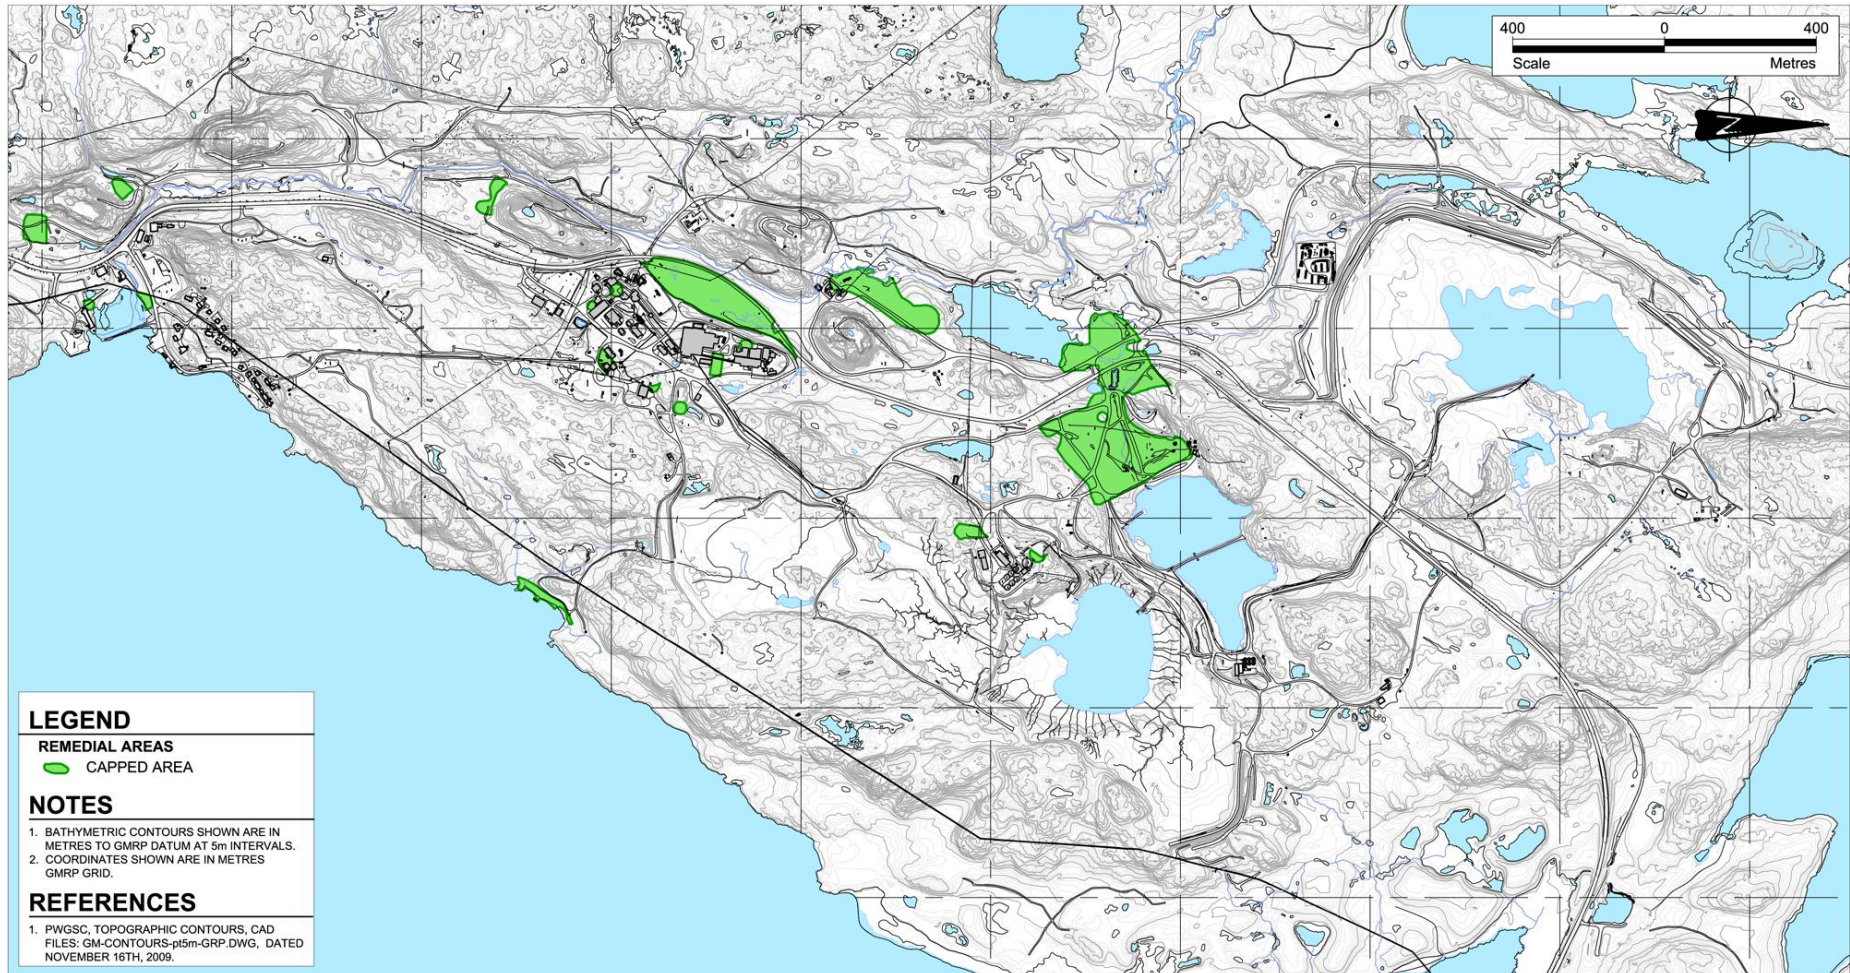 400 0 400
Scale Metres
N
LEGEND
REMEDIAL AREAS
CAPPED AREA
NOTES
1. BATHYMETRIC CONTOURS SHOWN ARE IN
METRES TO GMRP DATUM AT 5m INTERVALS.
2. COORDINATES SHOWN ARE IN METRES
GMRP GRID.
REFERENCES
1. PWGSC, TOPOGRAPHIC CONTOURS, CAD
FILES: GM-CONTOURS-pt5m-GRP.DWG, DATED
NOVEMBER 16TH, 2009.